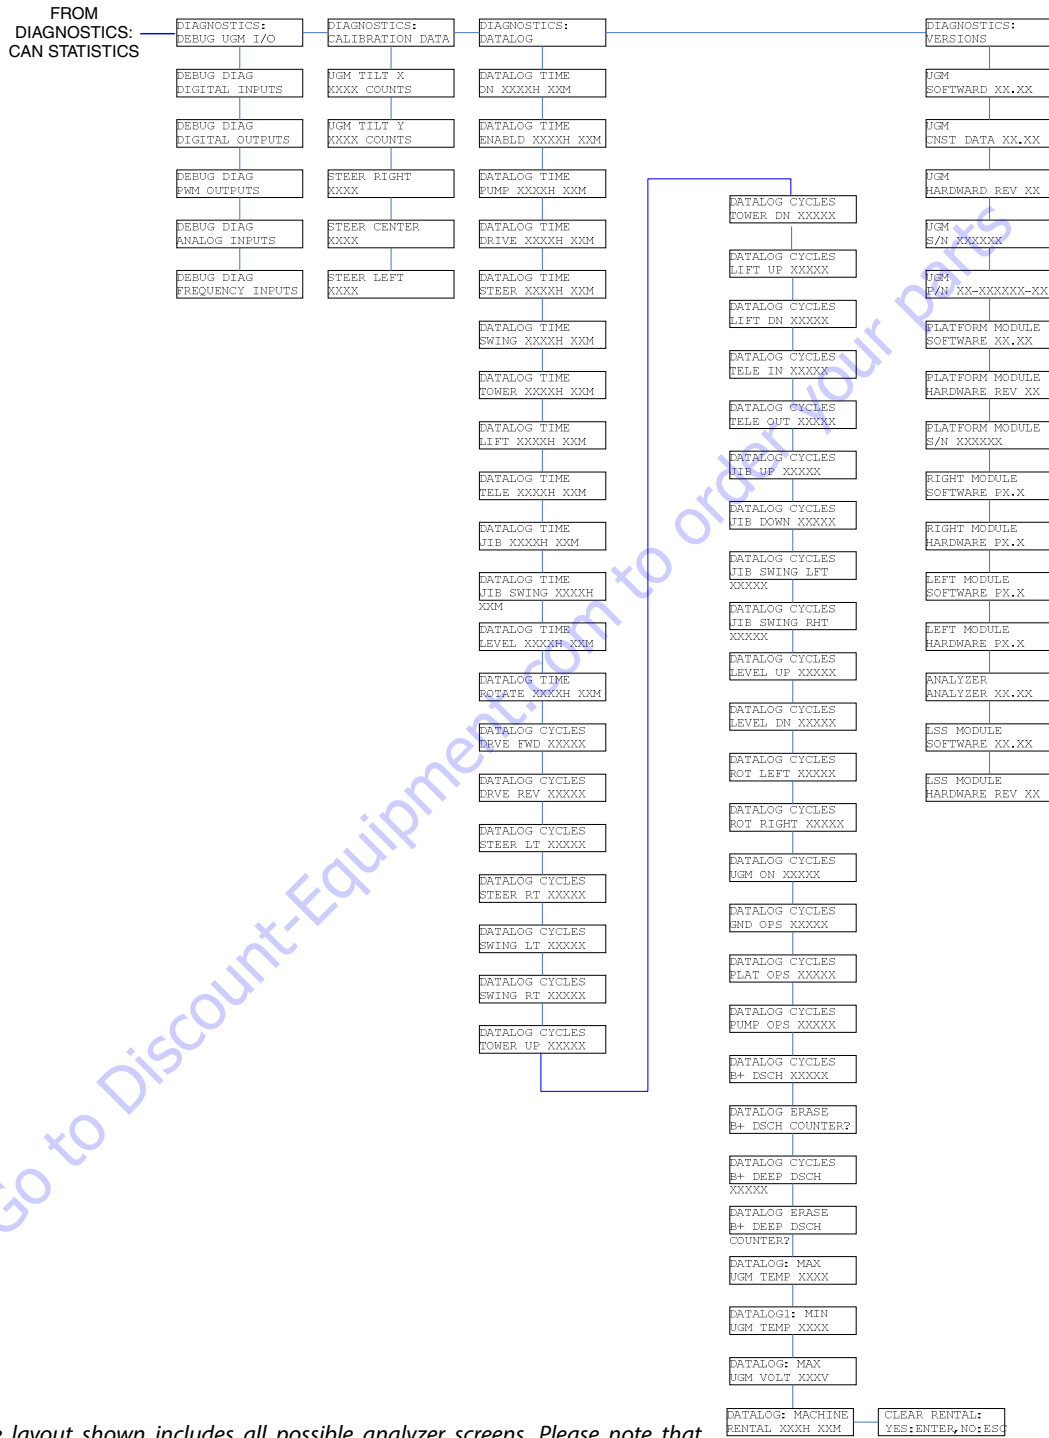 FROM
DIAGNOSTICS:
CAN STATISTICS
DIAGNOSTICS:
DEBUG UGM I/O
DEBUG DIAG
DIGITAL INPUTS
DEBUG DIAG
DIGITAL OUTPUTS
DEBUG DIAG
PWM OUTPUTS
DEBUG DIAG
ANALOG INPUTS
DEBUG DIAG
FREQUENCY INPUTS
DIAGNOSTICS:
CALIBRATION DATA
UGM TILT X
XXXX COUNTS
UGM TILT Y
XXXX COUNTS
STEER RIGHT
XXXX
STEER CENTER
XXXX
STEER LEFT
XXXX
DIAGNOSTICS:
DATALOG
DATALOG TIME
ON XXXXH XXM
DATALOG TIME
ENABLD XXXXH XXM
DATALOG TIME
PUMP XXXXH XXM
DATALOG TIME
DRIVE XXXXH XXM
DATALOG TIME
STEER XXXXH XXM
DATALOG TIME
SWING XXXXH XXM
DATALOG TIME
TOWER XXXXH XXM
DATALOG TIME
LIFT XXXXH XXM
DATALOG TIME
TELE XXXXH XXM
DATALOG TIME
JIB XXXXH XXM
DATALOG TIME
JIB SWING XXXXH
XXM
DATALOG TIME
LEVEL XXXXH XXM
DATALOG TIME
ROTATE XXXXH XXM
DATALOG CYCLES
DRVE FWD XXXXX
DATALOG CYCLES
DRVE REV XXXXX
DATALOG CYCLES
STEER LT XXXXX
DATALOG CYCLES
STEER RT XXXXX
DATALOG CYCLES
SWING LT XXXXX
DATALOG CYCLES
SWING RT XXXXX
DATALOG CYCLES
TOWER UP XXXXX
DATALOG CYCLES
TOWER DN XXXXX
DATALOG CYCLES
LIFT UP XXXXX
DATALOG CYCLES
LIFT DN XXXXX
DATALOG CYCLES
TELE IN XXXXX
DATALOG CYCLES
TELE OUT XXXXX
DATALOG CYCLES
JIB UP XXXXX
DATALOG CYCLES
JIB DOWN XXXXX
DATALOG CYCLES
JIB SWING LFT
XXXXX
DATALOG CYCLES
JIB SWING RHT
XXXXX
DATALOG CYCLES
LEVEL UP XXXXX
DATALOG CYCLES
LEVEL DN XXXXX
DATALOG CYCLES
ROT LEFT XXXXX
DATALOG CYCLES
ROT RIGHT XXXXX
DATALOG CYCLES
UGM ON XXXXX
DATALOG CYCLES
GND OPS XXXXX
DATALOG CYCLES
PLAT OPS XXXXX
DATALOG CYCLES
PUMP OPS XXXXX
DATALOG CYCLES
B+ DSCH XXXXX
DATALOG ERASE
B+ DSCH COUNTER?
DATALOG CYCLES
B+ DEEP DSCH
XXXXX
DATALOG ERASE
B+ DEEP DSCH
COUNTER?
DATALOG: MAX
UGM TEMP XXXX
DATALOG1: MIN
UGM TEMP XXXX
DATALOG: MAX
UGM VOLT XXXV
DATALOG: MACHINE
RENTAL XXXH XXM
CLEAR RENTAL:
YES:ENTER,NO:ESC
DIAGNOSTICS:
VERSIONS
UGM
SOFTWARD XX.XX
UGM
CNST DATA XX.XX
UGM
HARDWARD REV XX
UGM
S/N XXXXXX
UGM
P/N XX-XXXXXX-XX
PLATFORM MODULE
SOFTWARE XX.XX
PLATFORM MODULE
HARDWARE REV XX
PLATFORM MODULE
S/N XXXXXX
RIGHT MODULE
SOFTWARE PX.X
RIGHT MODULE
HARDWARE PX.X
LEFT MODULE
SOFTWARE PX.X
LEFT MODULE
HARDWARE PX.X
ANALYZER
ANALYZER XX.XX
LSS MODULE
SOFTWARE XX.XX
LSS MODULE
HARDWARE REV XX
Go to Discount-Equipment.com to order your parts
layout shown includes all possible analyzer screens. Please note that